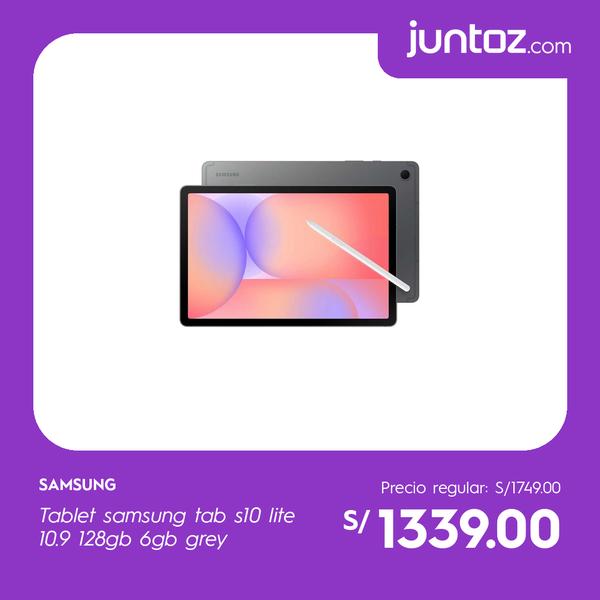 juntoz.com
SAMSUNG
SAMSUNG
Tablet samsung tab s10 lite
10.9 128gb 6gb grey
Precio regular: S/1749.00
S/1339.00